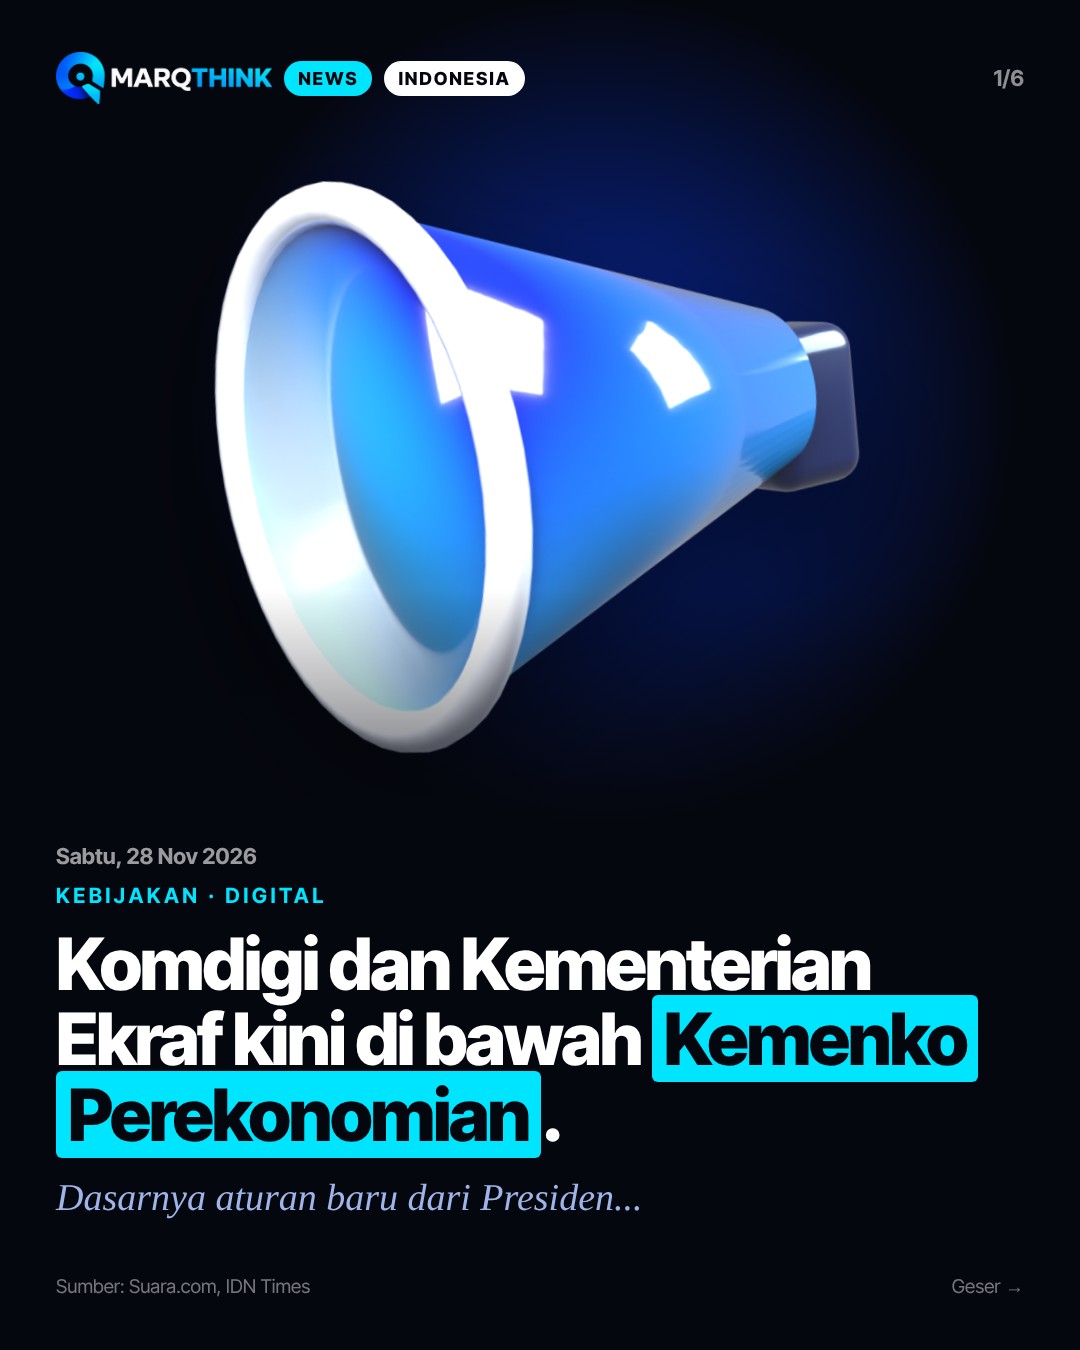 MARQTHINK NEWS INDONESIA 1/6
Sabtu, 28 Nov 2026
KEBIJAKAN · DIGITAL
Komdigi dan Kementerian
Ekraf kini di bawah Kemenko
Perekonomian.
Dasarnya aturan baru dari Presiden...
Sumber: Suara.com, IDN Times Geser →